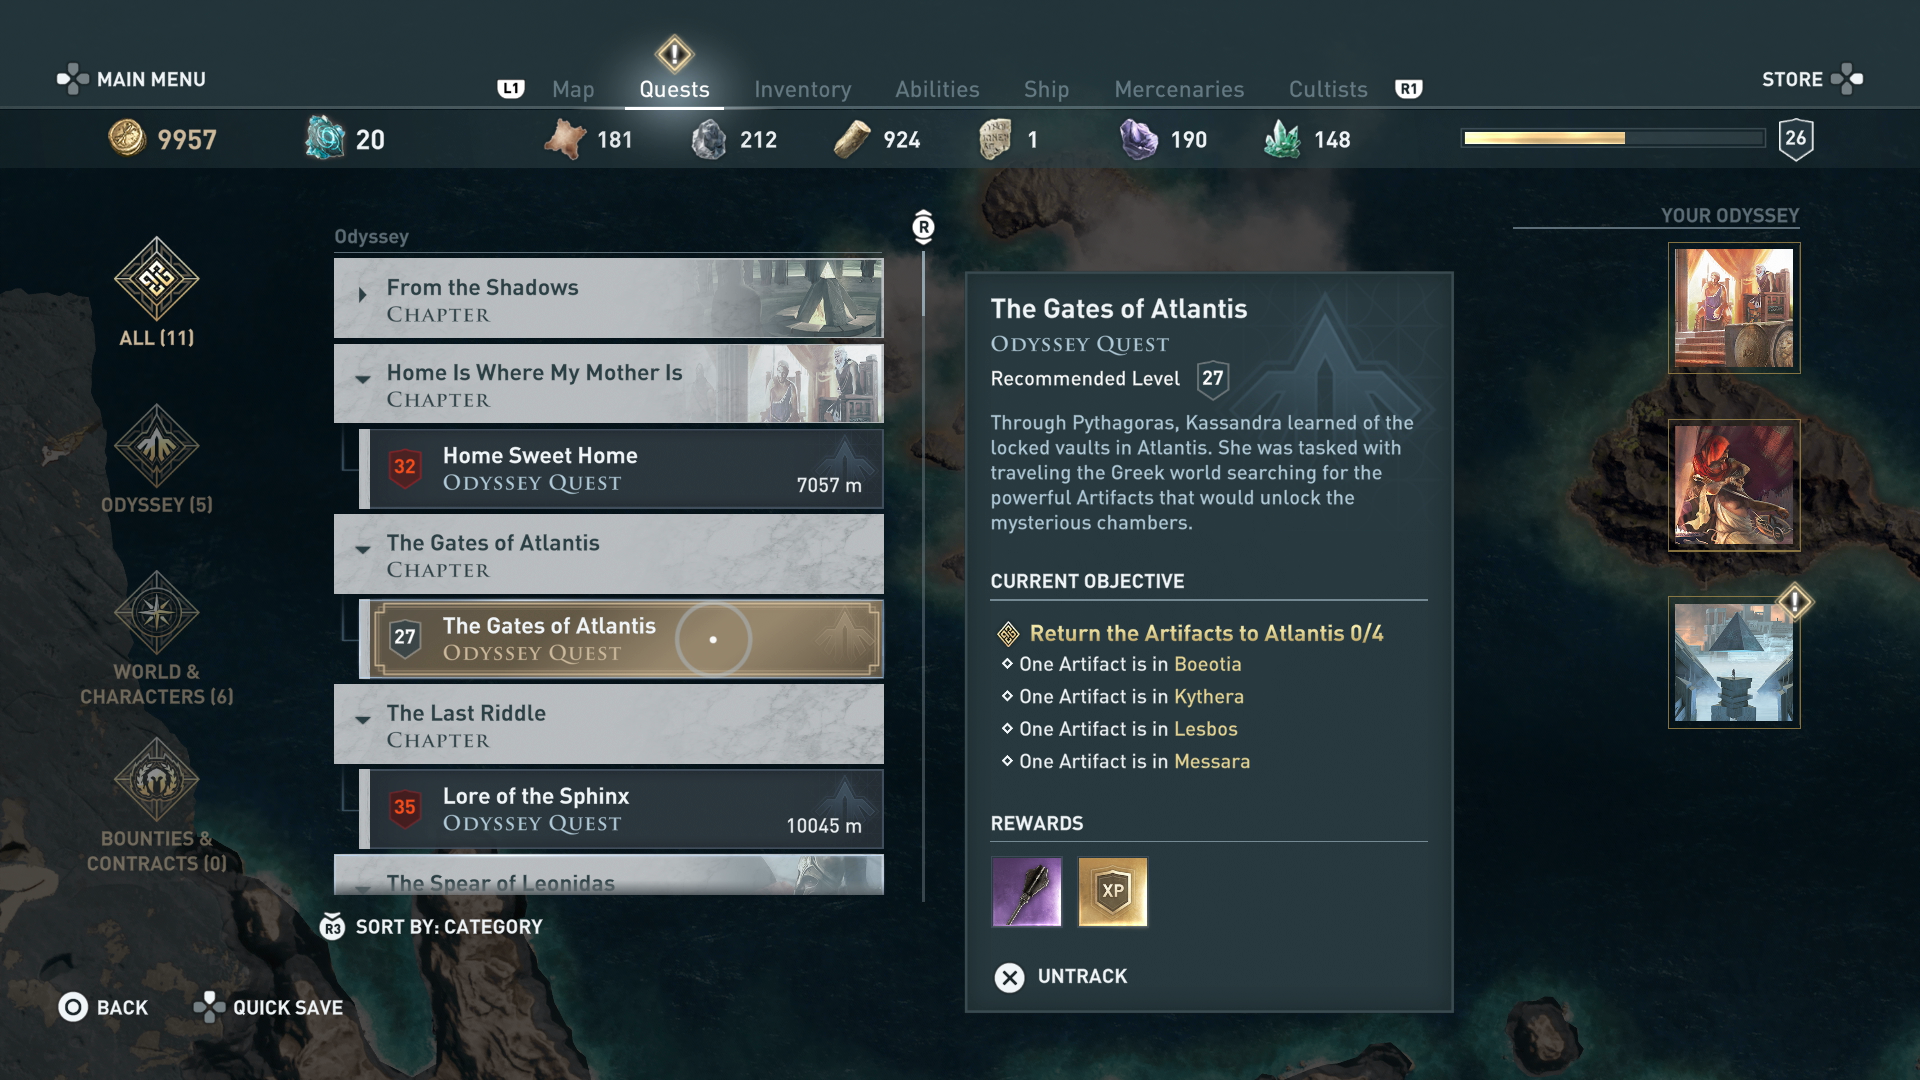 MAIN MENU
L1
Map
Quests
Inventory
Abilities
Ship
Mercenaries
Cultists
R1
STORE
9957
20
181
212
924
1
190
148
26
ALL (11)
ODYSSEY (5)
WORLD &
CHARACTERS (6)
BOUNTIES &
CONTRACTS (0)
Odyssey
R
From the Shadows
CHAPTER
Home Is Where My Mother Is
CHAPTER
32
Home Sweet Home
ODYSSEY QUEST
7057 m
The Gates of Atlantis
CHAPTER
27
The Gates of Atlantis
ODYSSEY QUEST
The Last Riddle
CHAPTER
35
Lore of the Sphinx
ODYSSEY QUEST
10045 m
The Spear of Leonidas
R3 SORT BY: CATEGORY
The Gates of Atlantis
ODYSSEY QUEST
Recommended Level 27
Through Pythagoras, Kassandra learned of the
locked vaults in Atlantis. She was tasked with
traveling the Greek world searching for the
powerful Artifacts that would unlock the
mysterious chambers.
CURRENT OBJECTIVE
Return the Artifacts to Atlantis 0/4
One Artifact is in Boeotia
One Artifact is in Kythera
One Artifact is in Lesbos
One Artifact is in Messara
REWARDS
XP
UNTRACK
YOUR ODYSSEY
BACK
QUICK SAVE